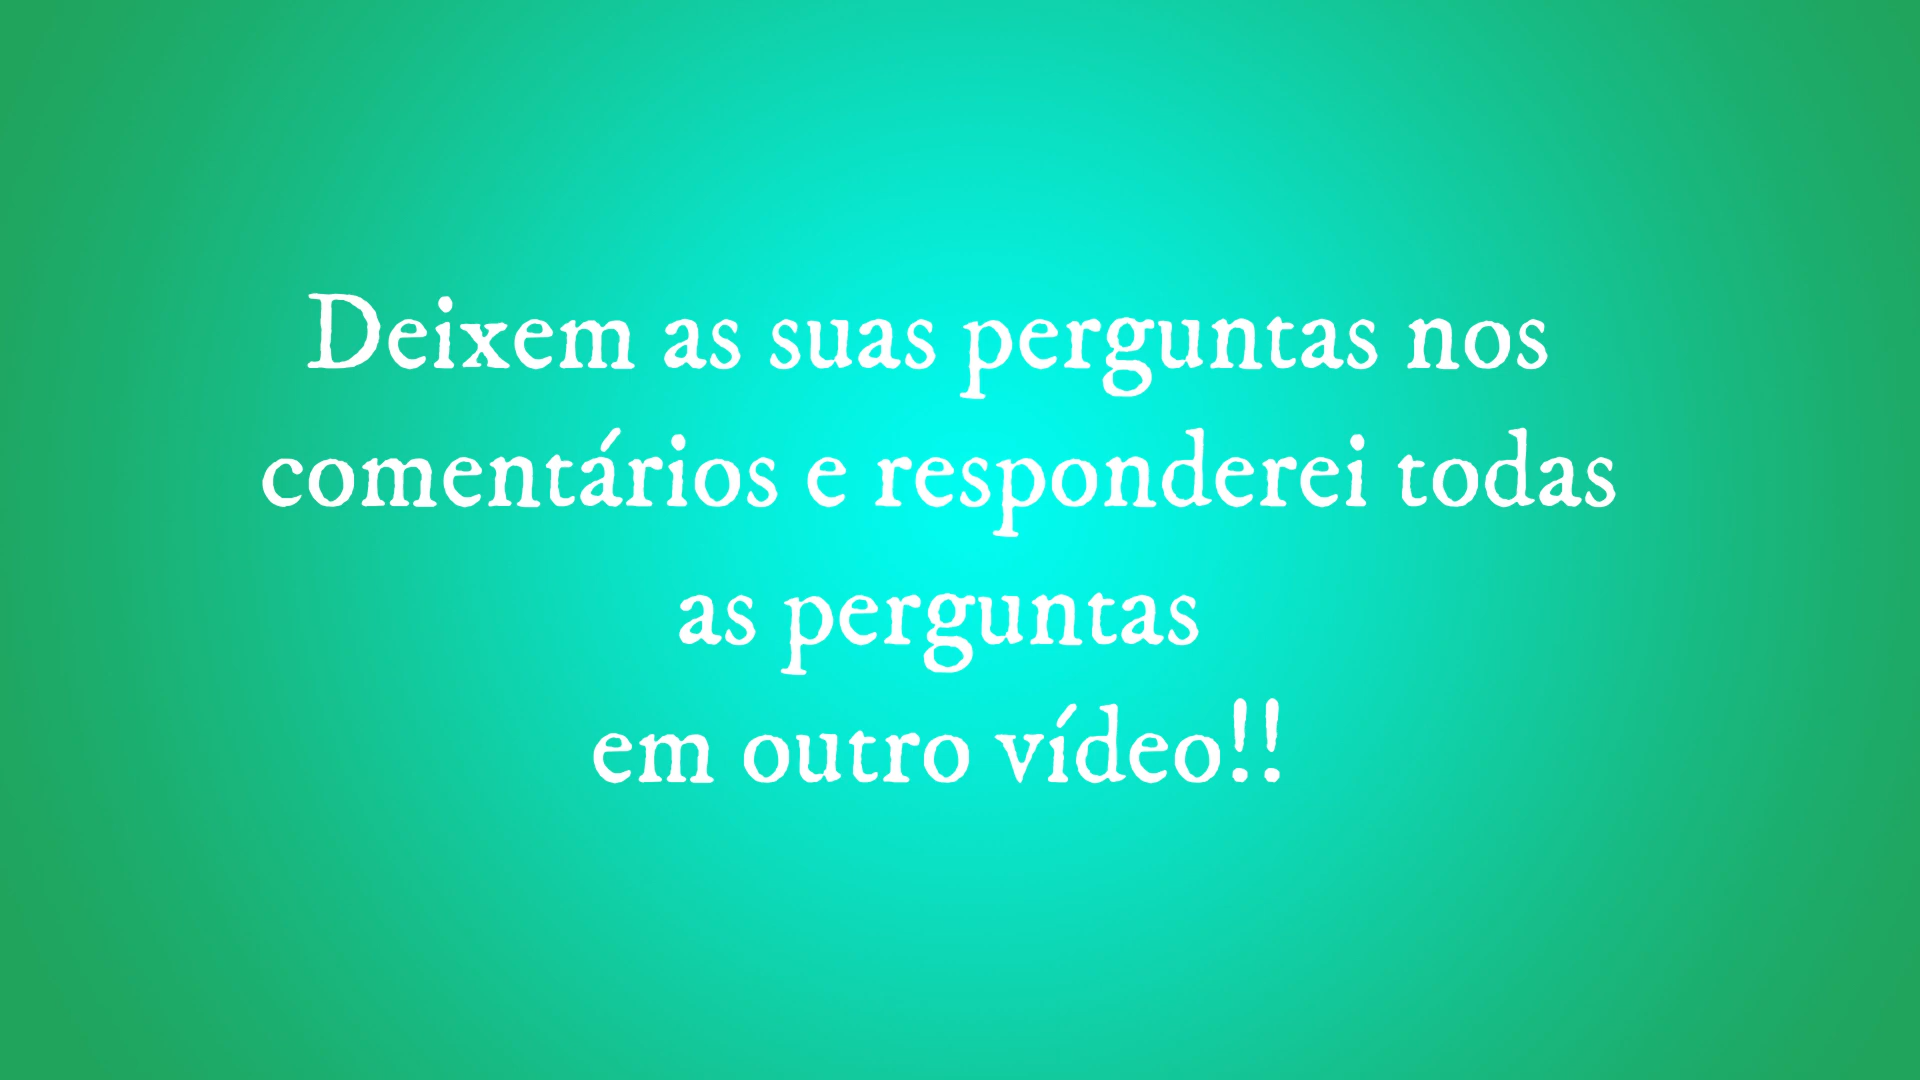 Deixem as suas perguntas nos
comentários e responderei todas
as perguntas
em outro vídeo!!